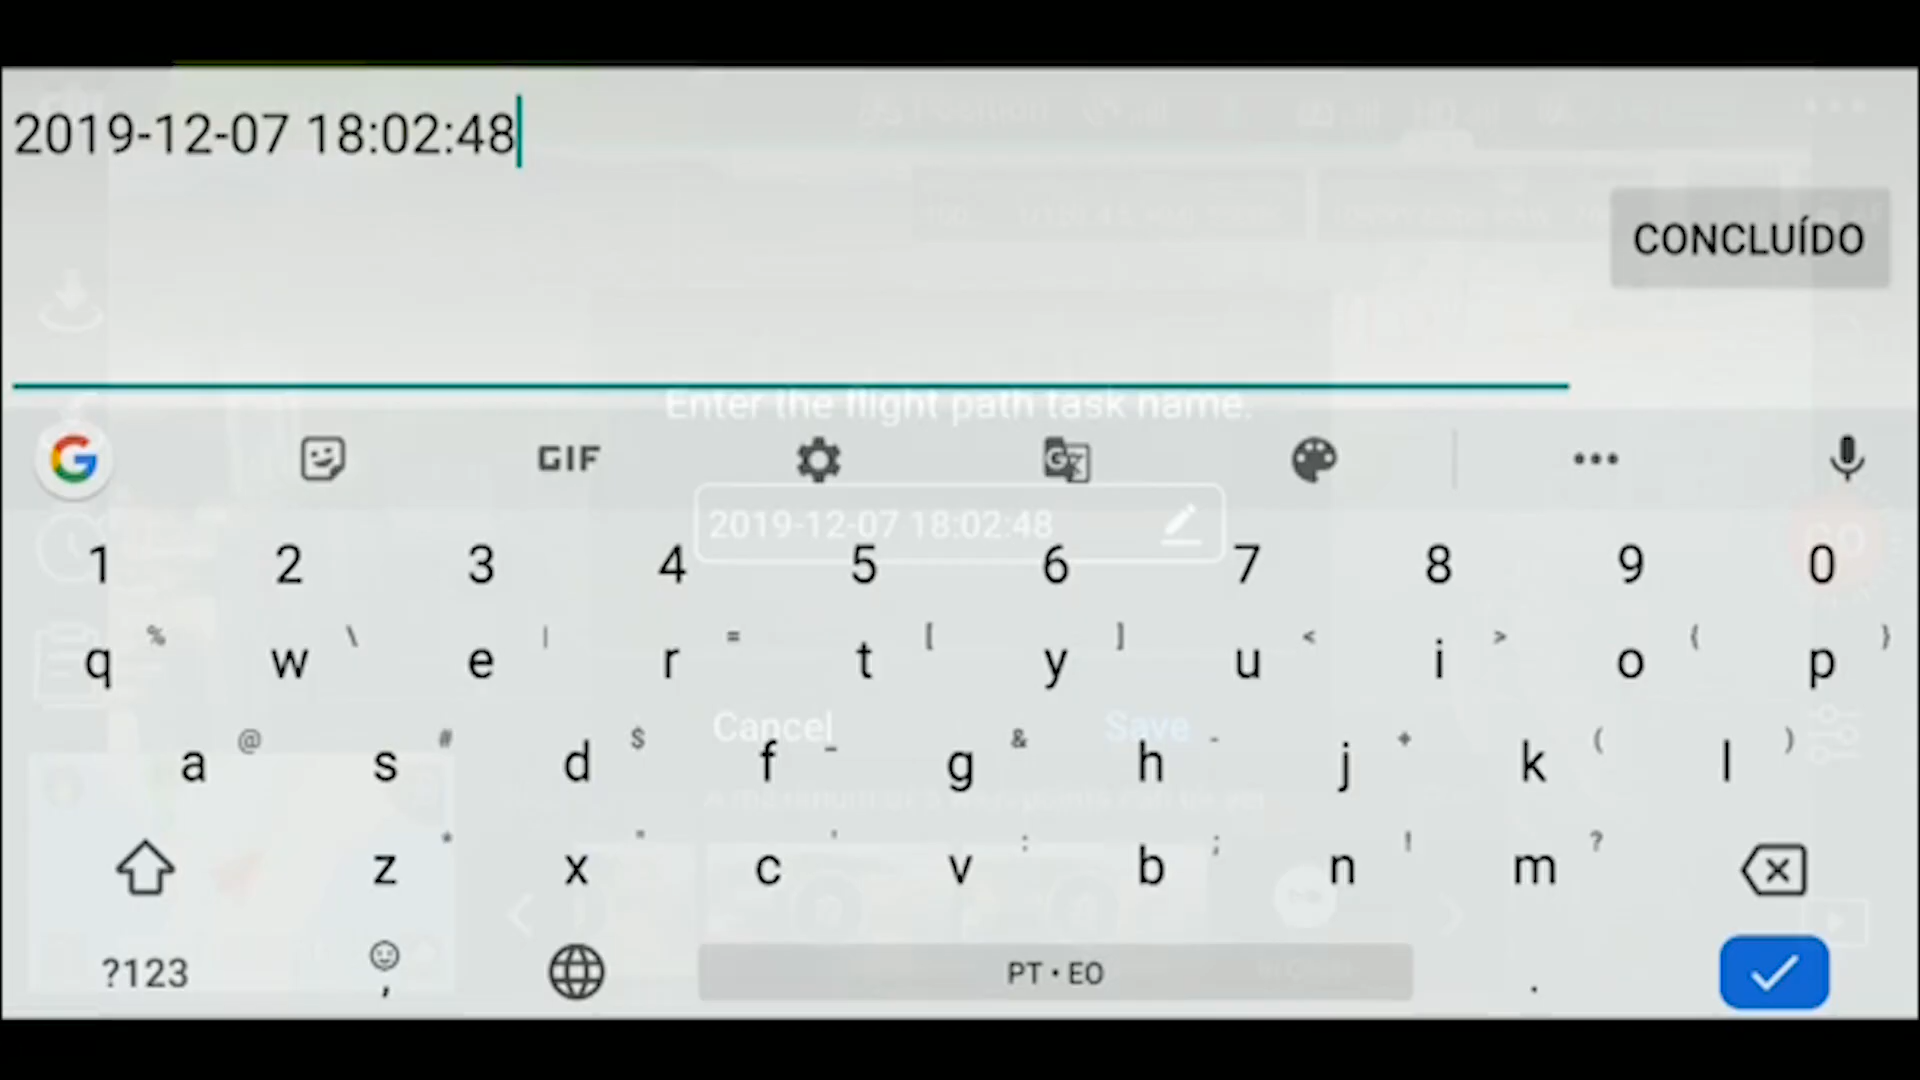 2019-12-07 18:02:48
CONCLUÍDO
Enter the flight path task name.
GIF
2019-12-07 18:02:48
1 2 3 4 5 6 7 8 9 0
% \ | = [ ] < > { }
q w e r t y u i o p
Cancel Save
@ # $ _ & - + ( )
a s d f g h j k l
* " ' : ; ! ?
z x c v b n m
?123 , PT • EO .